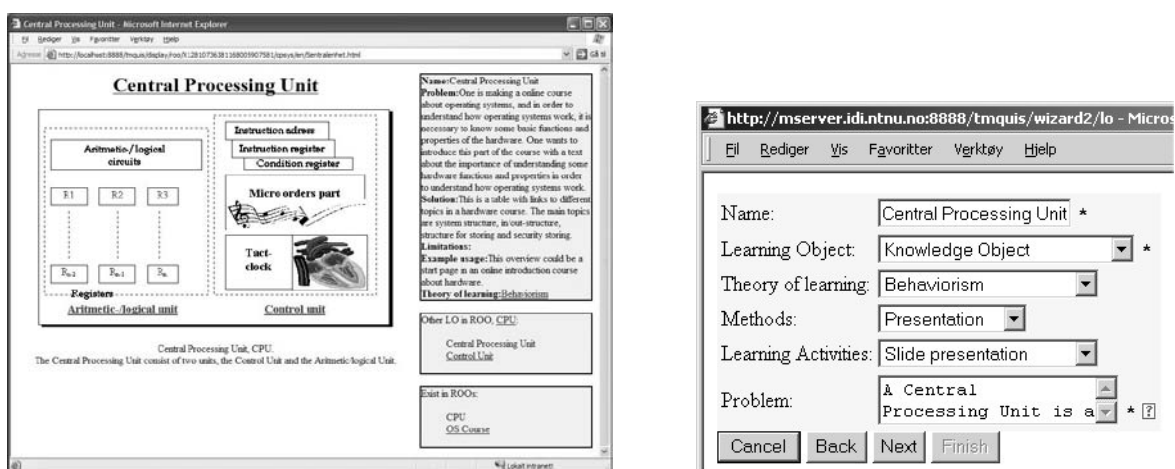 Central Processing Unit - Microsoft Internet Explorer
Fil Rediger Vis Favoritter Verktøy Hjelp
Adresse
Gå til
Central Processing Unit
Aritmetic-/logical
circuits
R1 R2 R3
Registers
Aritmetic-/logical unit
Instruction adress
Instruction register
Condition register
Micro orders part
Tact-
clock
Control unit
Central Processing Unit, CPU.
The Central Processing Unit consist of two units, the Control Unit and the Aritmetic/logical Unit.
Name:Central Processing Unit
Problem:One is making a online course
about operating systems, and in order to
understand how operating systems work, it is
necessary to know some basic functions and
properties of the hardware. One wants to
introduce this part of the course with a text
about the importance of understanding some
hardware functions and properties in order
to understand how operating systems work.
Solution:This is a table with links to different
topics in a hardware course. The main topics
are system structure, in/out-structure,
structure for storing and security storing.
Limitations:
Example usage:This overview could be a
start page in an online introduction course
about hardware.
Theory of learning:Behaviorism
Other LO in ROO, CPU:
Central Processing Unit
Control Unit
Exist in ROOs:
CPU
OS Course
Lokalt intranett
http://mserver.idi.ntnu.no:8888/tmquis/wizard2/lo - Micros
Fil Rediger Vis Favoritter Verktøy Hjelp
Name: Central Processing Unit *
Learning Object: Knowledge Object *
Theory of learning: Behaviorism
Methods: Presentation
Learning Activities: Slide presentation
Problem: A Central
Processing Unit is a * ?
Cancel Back Next Finish